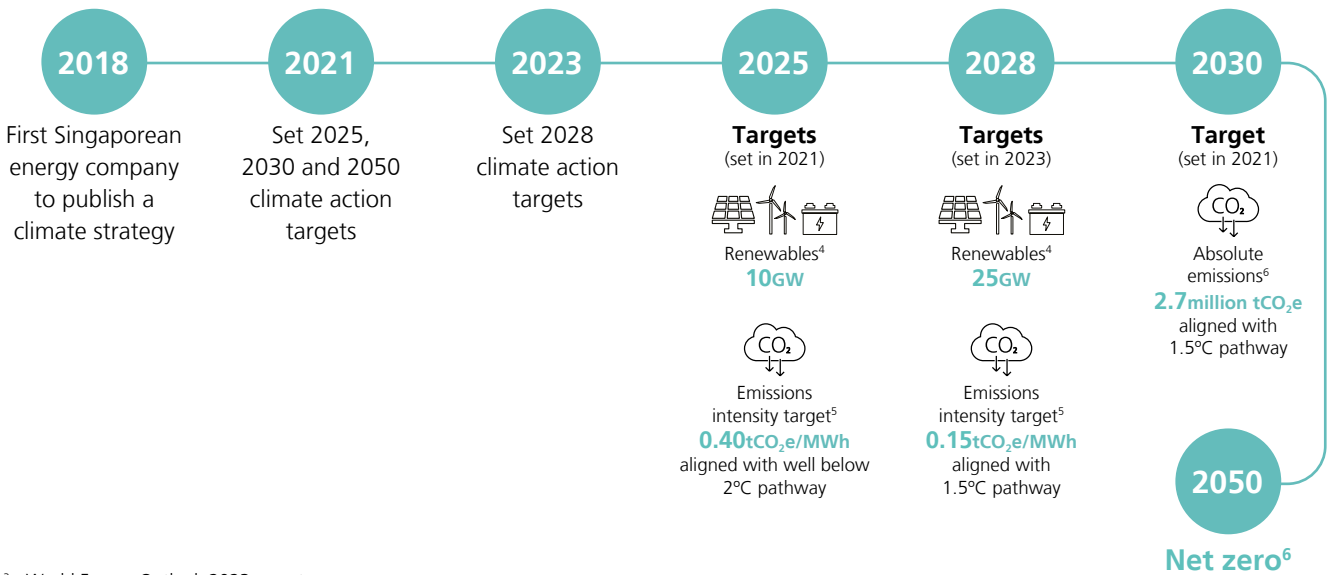 2018
First Singaporean
energy company
to publish a
climate strategy
2021
Set 2025,
2030 and 2050
climate action
targets
2023
Set 2028
climate action
targets
2025
Targets
(set in 2021)
Renewables⁴
10GW
CO₂
Emissions
intensity target⁵
0.40tCO₂e/MWh
aligned with well below
2ºC pathway
2028
Targets
(set in 2023)
Renewables⁴
25GW
CO₂
Emissions
intensity target⁵
0.15tCO₂e/MWh
aligned with
1.5ºC pathway
2030
Target
(set in 2021)
CO₂
Absolute
emissions⁶
2.7million tCO₂e
aligned with
1.5ºC pathway
2050
Net zero⁶